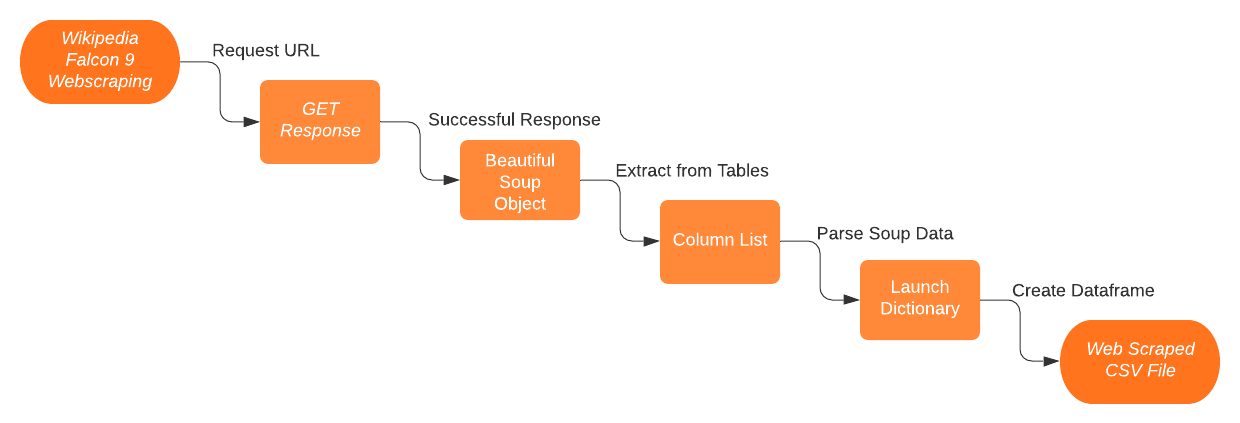 Wikipedia
Falcon 9
Webscraping
Request URL
GET
Response
Successful Response
Beautiful
Soup
Object
Extract from Tables
Column List
Parse Soup Data
Launch
Dictionary
Create Dataframe
Web Scraped
CSV File